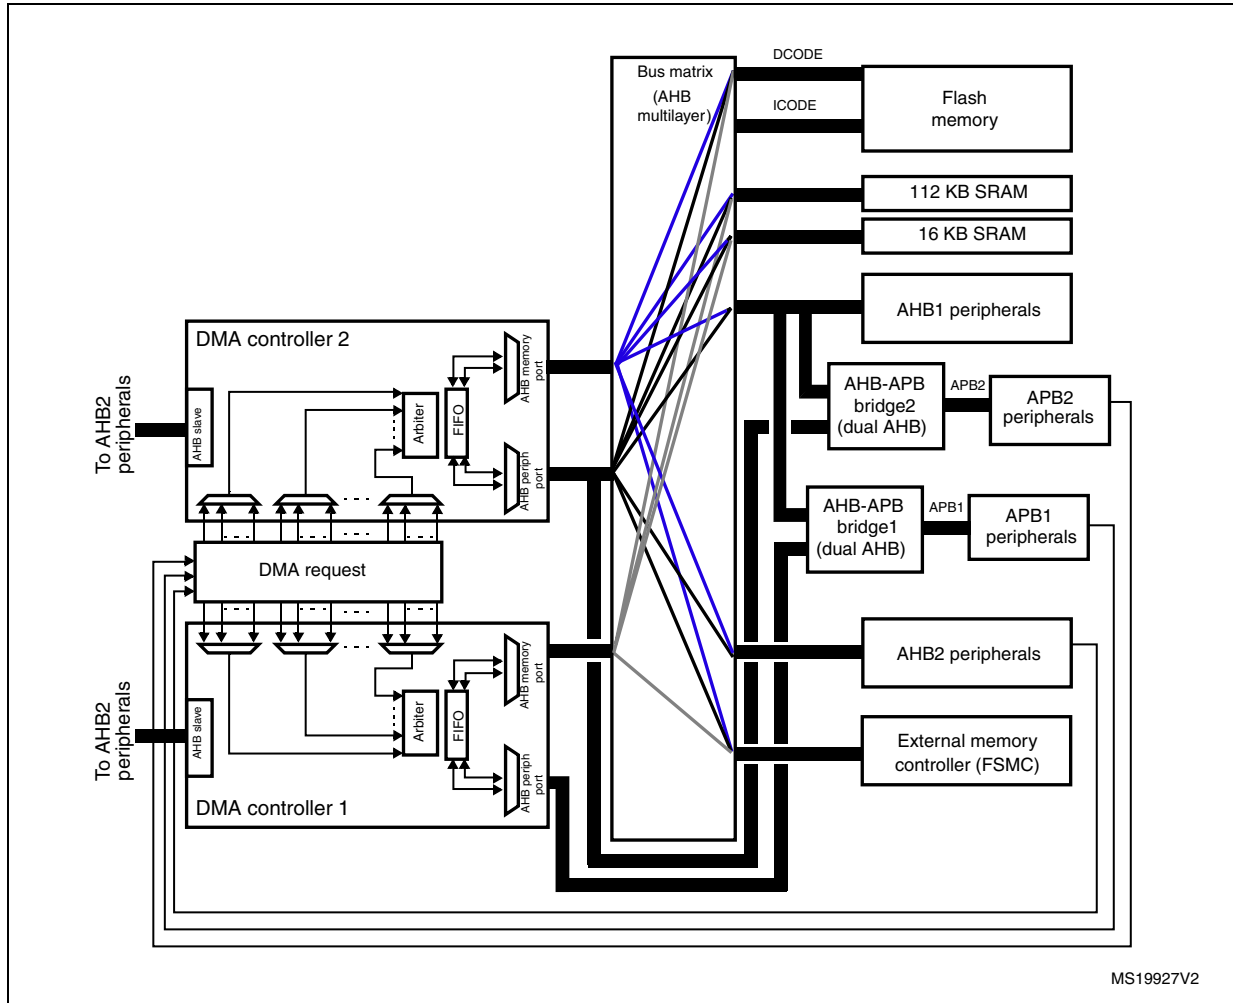 DCODE
Bus matrix
(AHB
multilayer)
Flash
memory
ICODE
112 KB SRAM
16 KB SRAM
AHB1 peripherals
DMA controller 2
AHB memory
port
AHB-APB
bridge2
(dual AHB)
APB2
APB2
peripherals
To AHB2
peripherals
AHB slave
Arbiter
FIFO
AHB periph
port
AHB-APB
bridge1
(dual AHB)
APB1
APB1
peripherals
DMA request
AHB memory
port
AHB2 peripherals
To AHB2
peripherals
AHB slave
Arbiter
FIFO
AHB periph
port
External memory
controller (FSMC)
DMA controller 1
MS19927V2